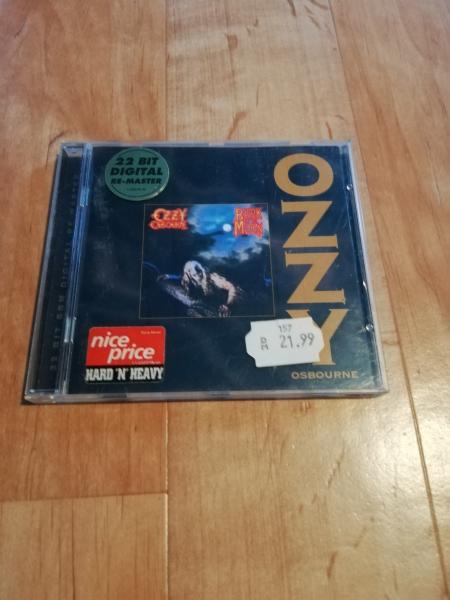 22 BIT
DIGITAL
RE-MASTER
OZZY
OSBOURNE
BARK
AT THE
MOON
OZZY
OSBOURNE
157
DM 21.99
nice
price
HARD 'N' HEAVY